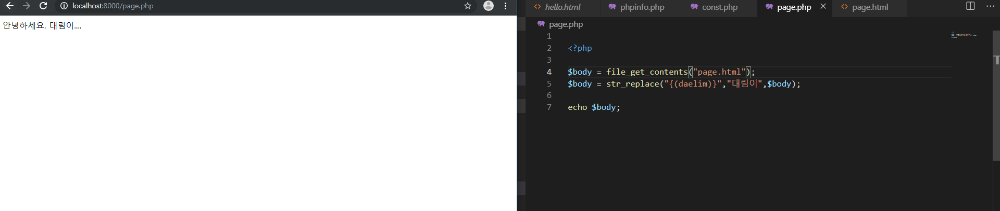 localhost:8000/page.php
안녕하세요. 대림이....
hello.html phpinfo.php const.php page.php page.html
page.php
1
2 <?php
3
4 $body = file_get_contents("page.html");
5 $body = str_replace("{(daelim)}","대림이",$body);
6
7 echo $body;